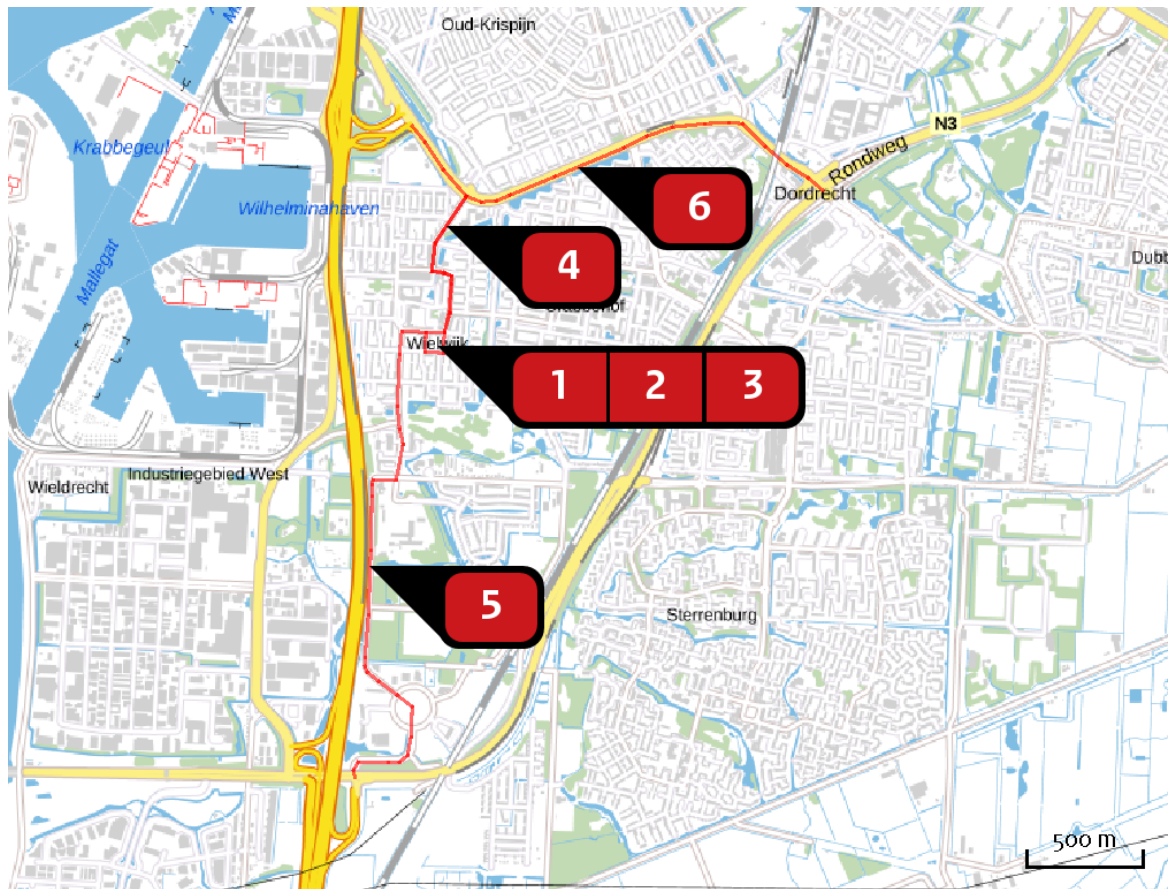 Oud-Krispijn
Krabbegeul
N3
Rondweg
Dordrecht
Wilhelminahaven
6
Mallegat
4
Dubb
Wielwijk
1 2 3
Industriegebied West
Wieldrecht
5
Sterrenburg
500 m